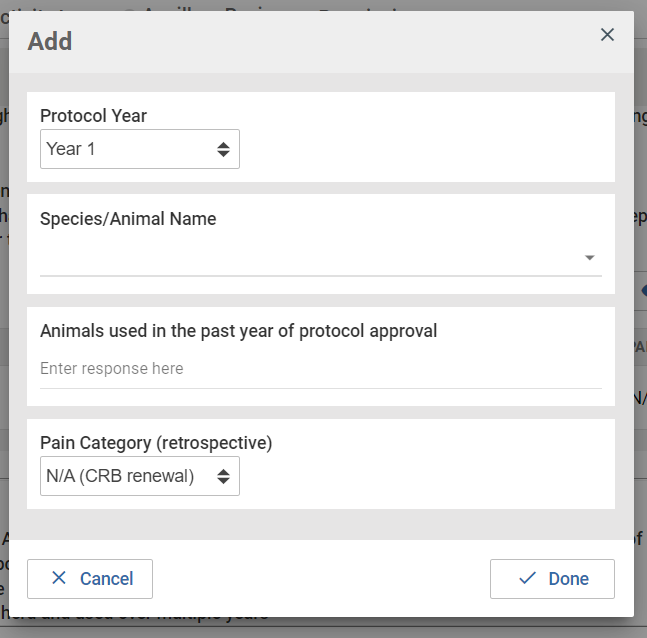 Add
Protocol Year
Year 1
Species/Animal Name
Animals used in the past year of protocol approval
Enter response here
Pain Category (retrospective)
N/A (CRB renewal)
Cancel
Done